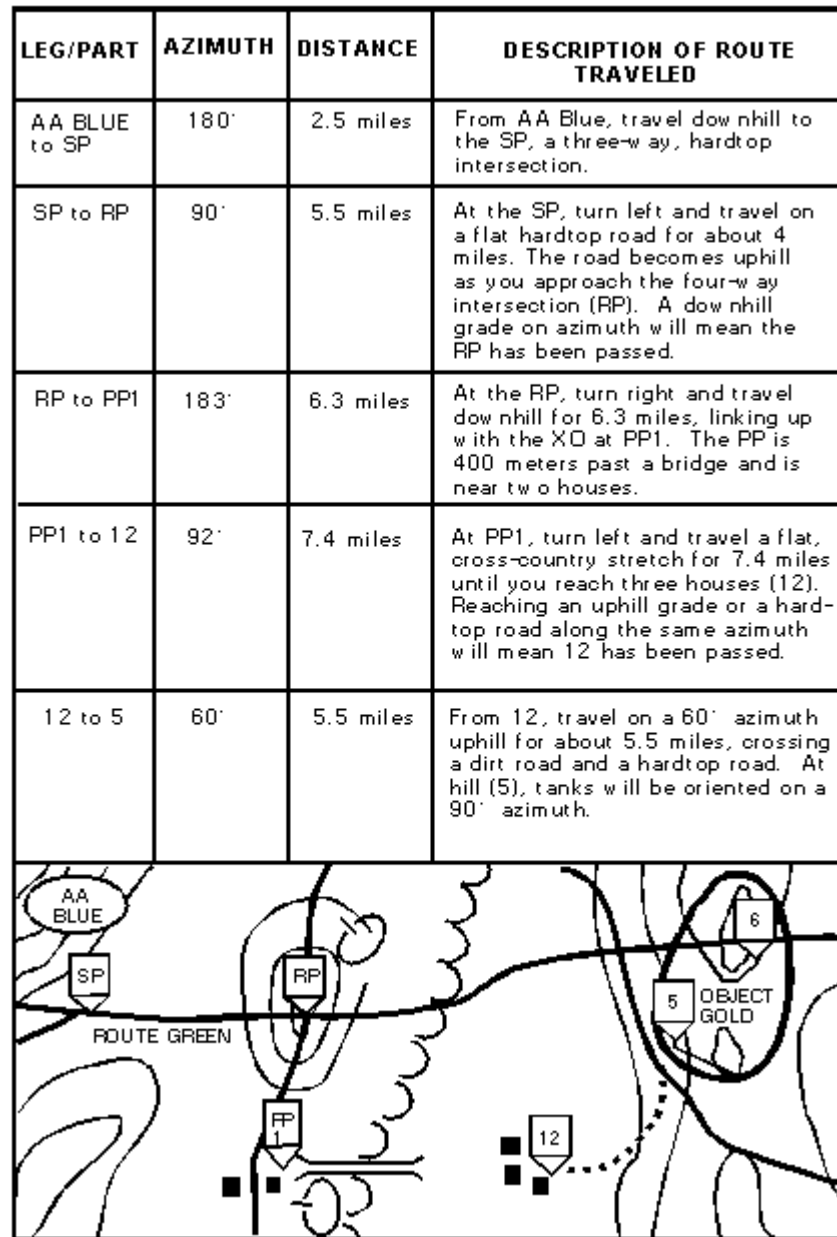 LEG/PART AZIMUTH DISTANCE DESCRIPTION OF ROUTE
TRAVELED
AA BLUE
to SP
180°
2.5 miles
From AA Blue, travel downhill to
the SP, a three-way, hardtop
intersection.
SP to RP
90°
5.5 miles
At the SP, turn left and travel on
a flat hardtop road for about 4
miles. The road becomes uphill
as you approach the four-way
intersection (RP). A downhill
grade on azimuth will mean the
RP has been passed.
RP to PP1
183°
6.3 miles
At the RP, turn right and travel
downhill for 6.3 miles, linking up
with the XO at PP1. The PP is
400 meters past a bridge and is
near two houses.
PP1 to 12
92°
7.4 miles
At PP1, turn left and travel a flat,
cross-country stretch for 7.4 miles
until you reach three houses (12).
Reaching an uphill grade or a hard-
top road along the same azimuth
will mean 12 has been passed.
12 to 5
60°
5.5 miles
From 12, travel on a 60° azimuth
uphill for about 5.5 miles, crossing
a dirt road and a hardtop road. At
hill (5), tanks will be oriented on a
90° azimuth.
AA
BLUE
6
SP
RP
5
OBJECT
GOLD
ROUTE GREEN
PP
1
12